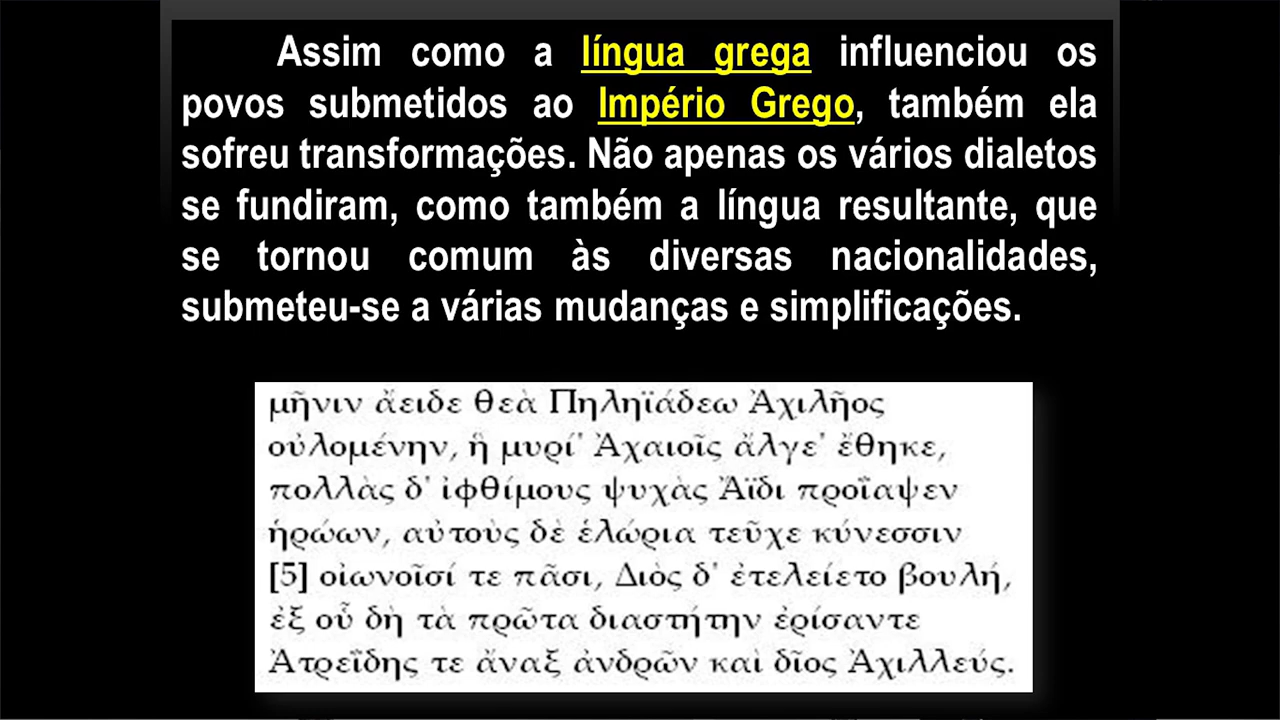 Assim como a língua grega influenciou os
povos submetidos ao Império Grego, também ela
sofreu transformações. Não apenas os vários dialetos
se fundiram, como também a língua resultante, que
se tornou comum às diversas nacionalidades,
submeteu-se a várias mudanças e simplificações.
μῆνιν ἄειδε θεὰ Πηληϊάδεω Ἀχιλῆος
οὐλομένην, ἣ μυρί' Ἀχαιοῖς ἄλγε' ἔθηκε,
πολλὰς δ' ἰφθίμους ψυχὰς Ἄϊδι προΐαψεν
ἡρώων, αὐτοὺς δὲ ἑλώρια τεῦχε κύνεσσιν
[5] οἰωνοῖσί τε πᾶσι, Διὸς δ' ἐτελείετο βουλή,
ἐξ οὗ δὴ τὰ πρῶτα διαστήτην ἐρίσαντε
Ἀτρεΐδης τε ἄναξ ἀνδρῶν καὶ δῖος Ἀχιλλεύς.